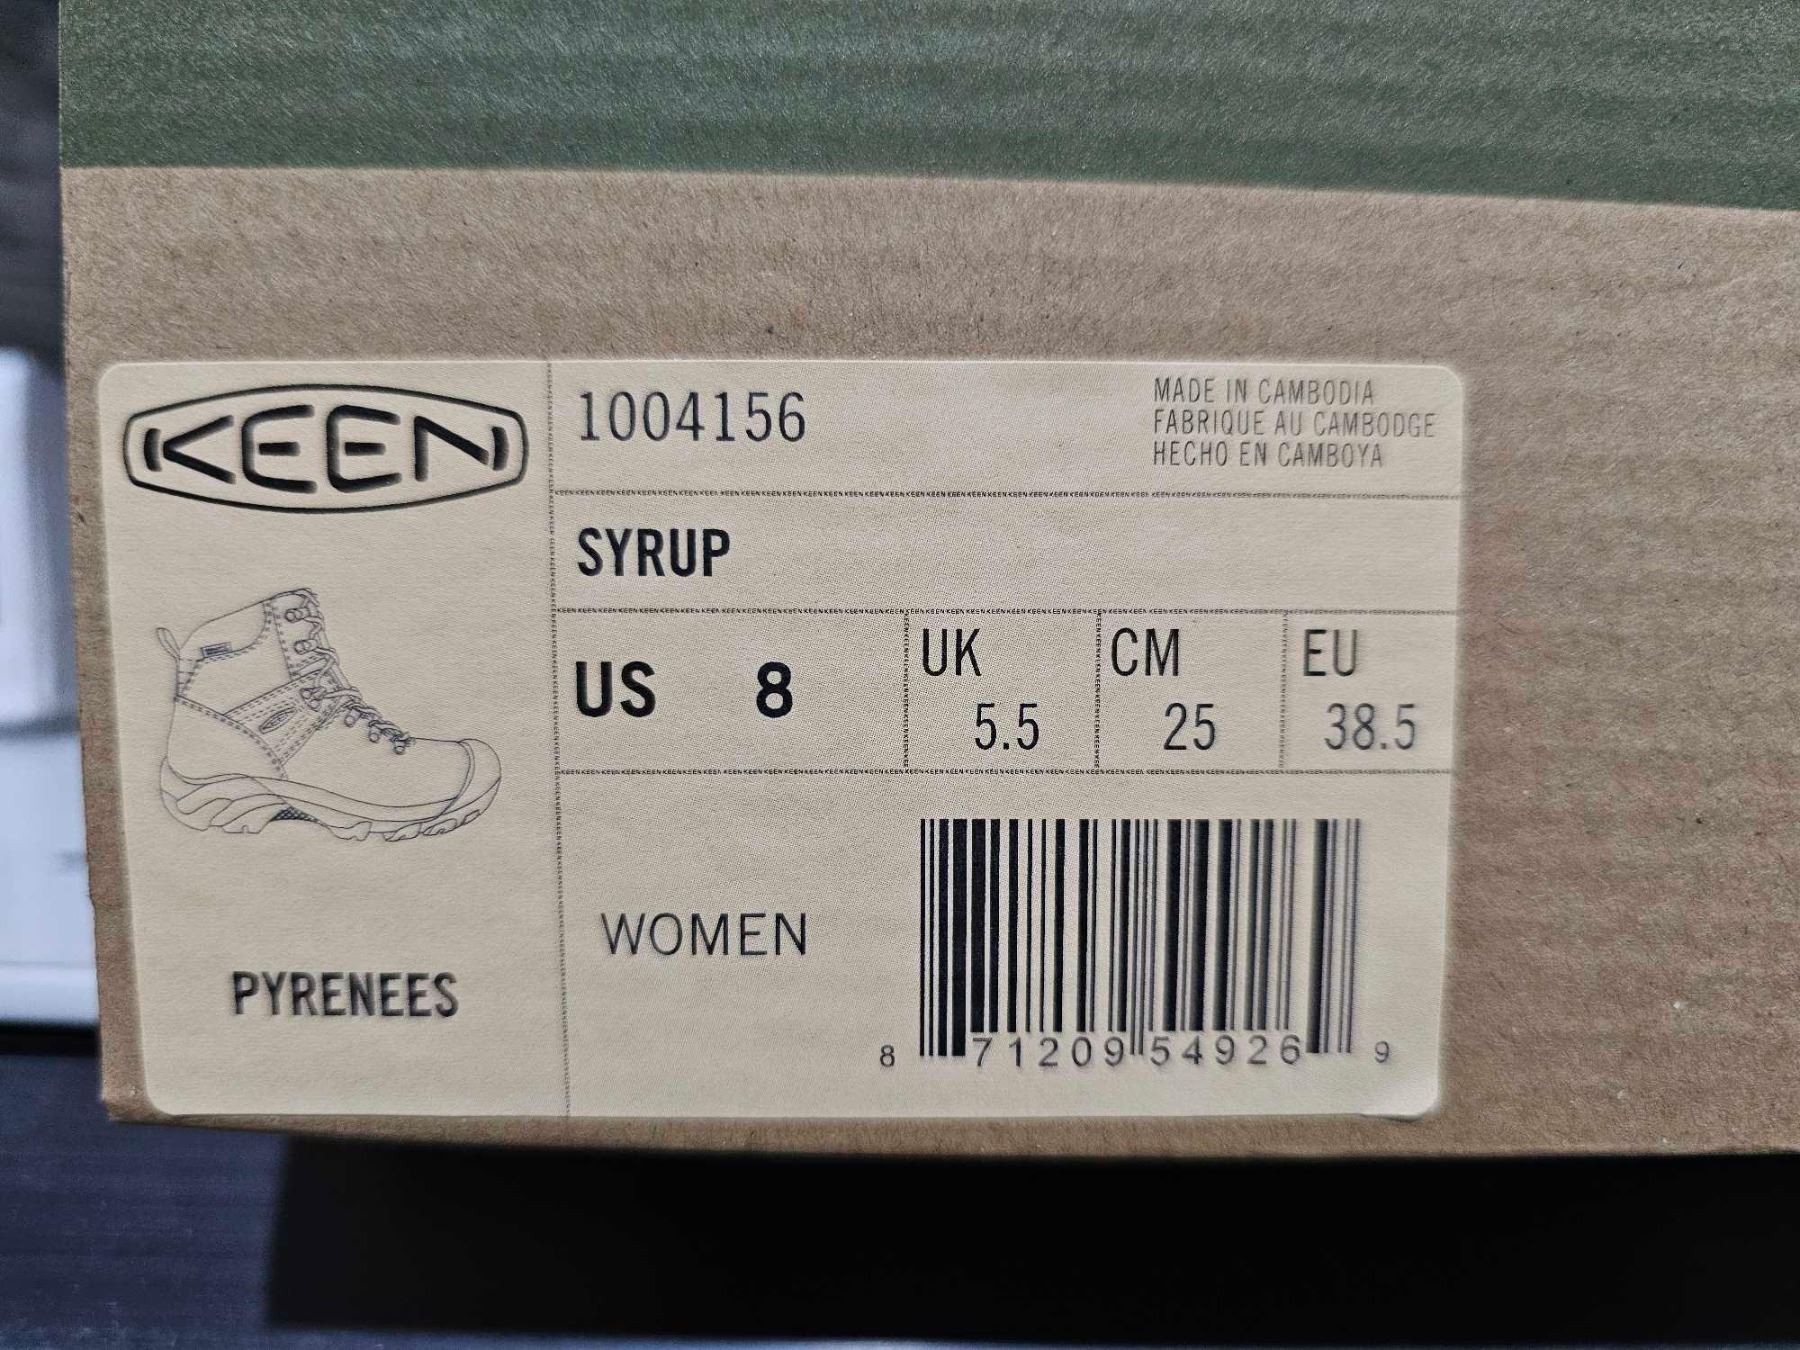 KEEN
1004156
MADE IN CAMBODIA
FABRIQUE AU CAMBODGE
HECHO EN CAMBOYA
SYRUP
US 8
UK 5.5
CM 25
EU 38.5
WOMEN
PYRENEES
8 71209 54926 9